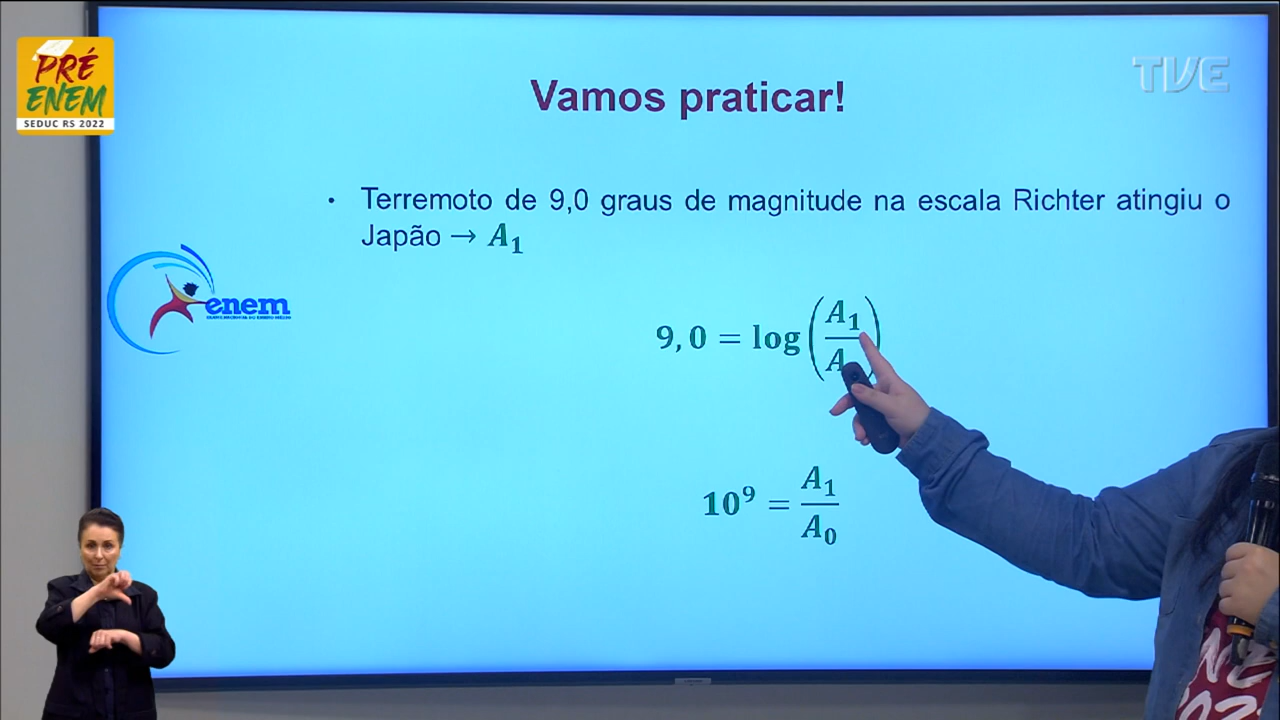 PRÉ
ENEM
SEDUC RS 2022
TVE
Vamos praticar!
• Terremoto de 9,0 graus de magnitude na escala Richter atingiu o
Japão → A₁
enem
9,0 = log(A₁/A
10⁹ = A₁/A₀